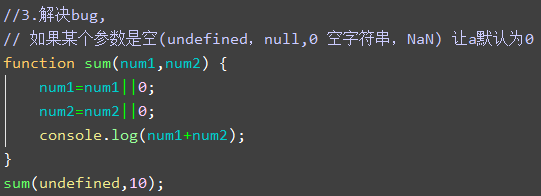 //3.解决bug,
// 如果某个参数是空(undefined，null,0 空字符串，NaN) 让a默认为0
function sum(num1,num2) {
    num1=num1||0;
    num2=num2||0;
    console.log(num1+num2);
}
sum(undefined,10);